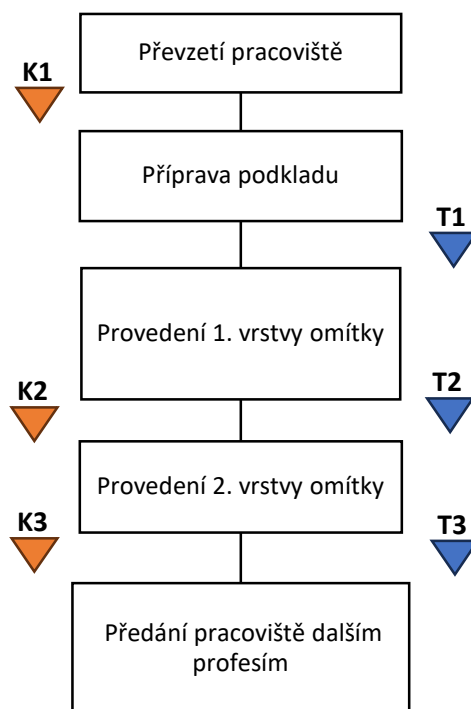 Převzetí pracoviště
K1
Příprava podkladu
T1
Provedení 1. vrstvy omítky
K2
T2
Provedení 2. vrstvy omítky
K3
T3
Předání pracoviště dalším
profesím